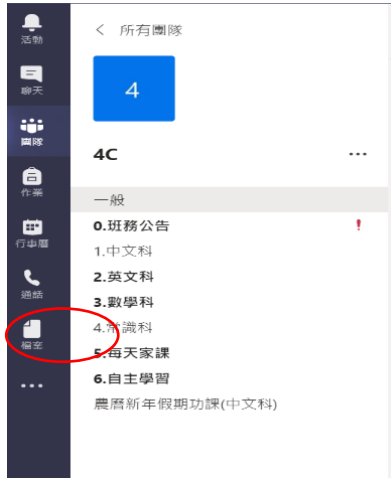 活動
聊天
團隊
作業
行事曆
通話
檔案
...
< 所有團隊
4
4C
...
一般
0.班務公告 !
1.中文科
2.英文科
3.數學科
4.常識科
5.每天家課
6.自主學習
農曆新年假期功課(中文科)